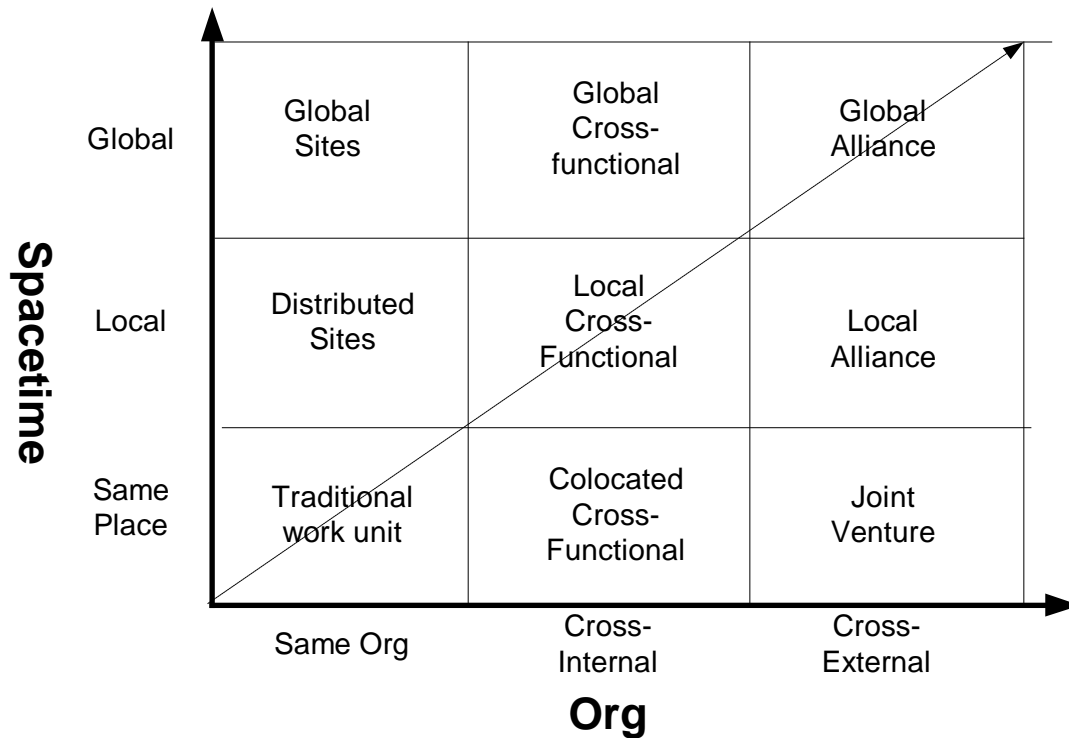 Global
Sites
Global
Cross-
functional
Global
Alliance
Global
Spacetime
Distributed
Sites
Local
Cross-
Functional
Local
Alliance
Local
Same
Place
Traditional
work unit
Colocated
Cross-
Functional
Joint
Venture
Same Org
Cross-
Internal
Cross-
External
Org